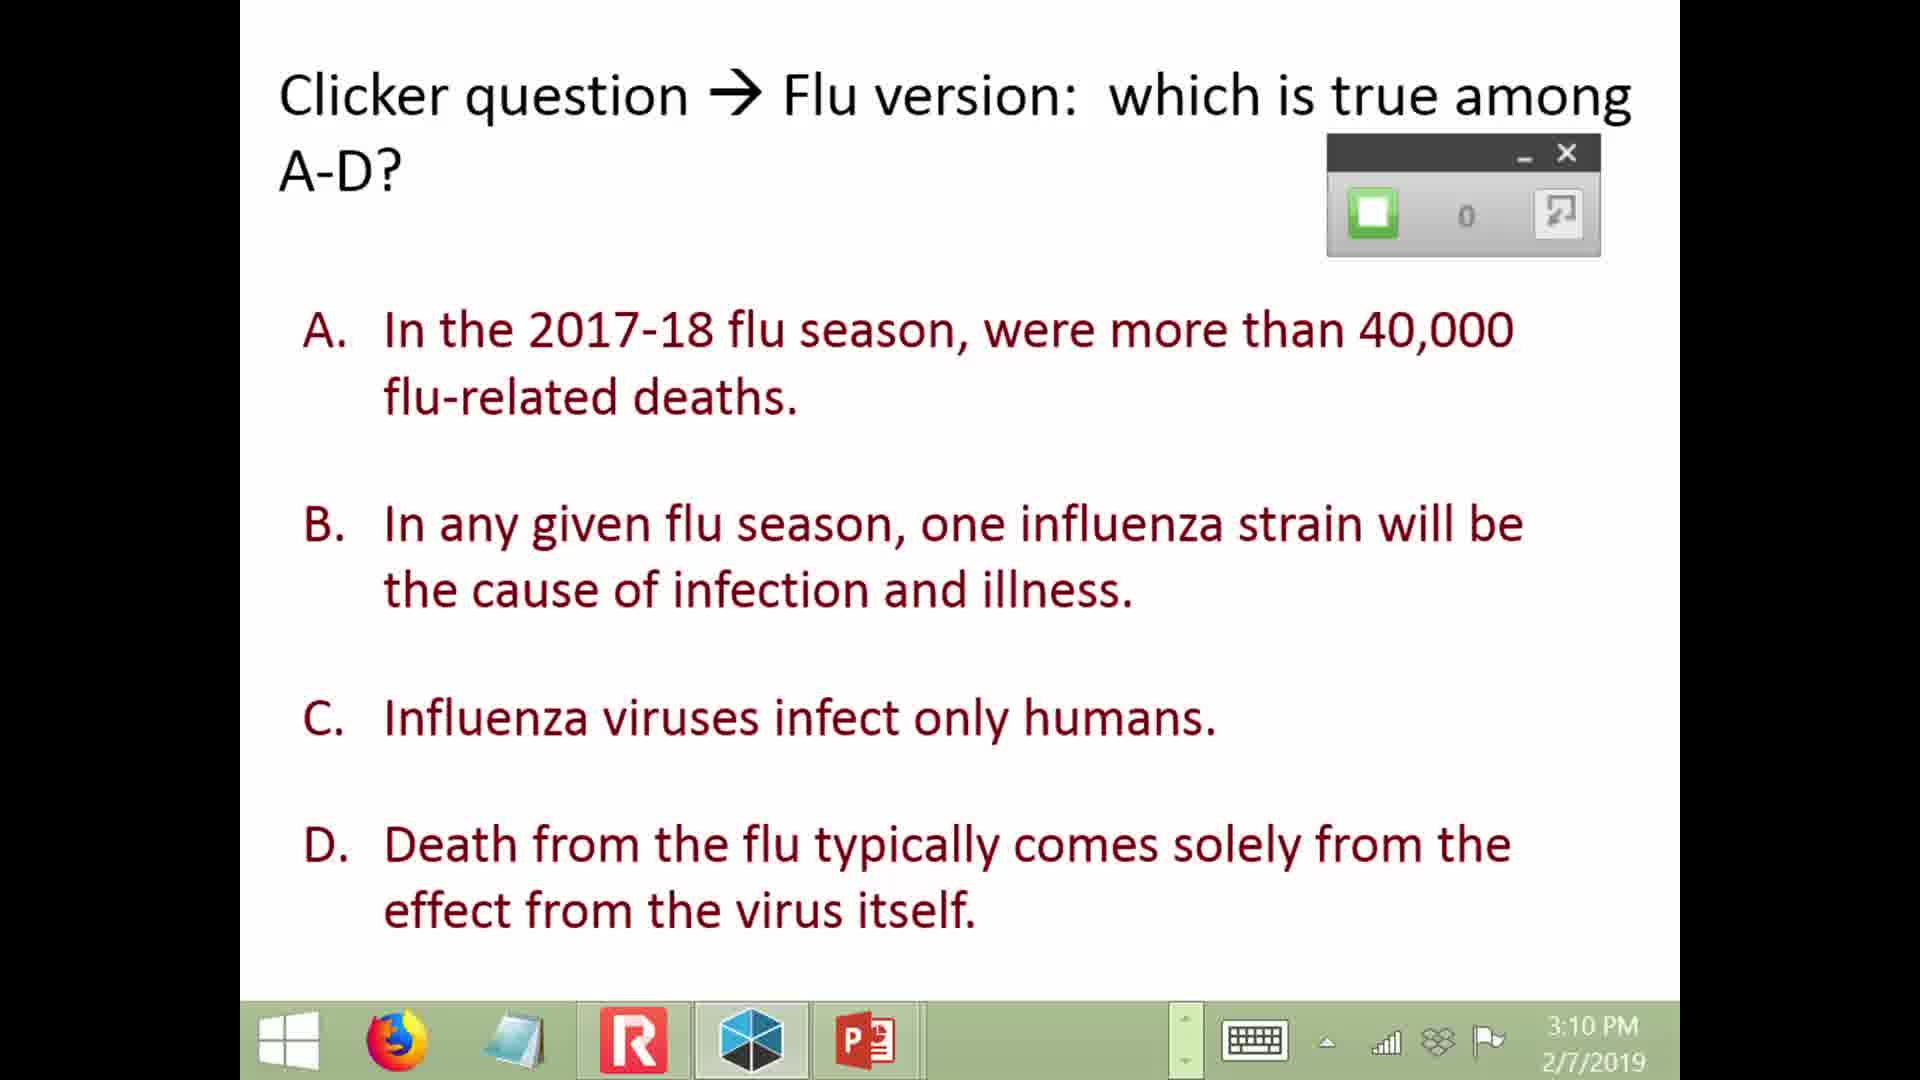 Clicker question → Flu version: which is true among
A-D?
0
A. In the 2017-18 flu season, were more than 40,000
flu-related deaths.
B. In any given flu season, one influenza strain will be
the cause of infection and illness.
C. Influenza viruses infect only humans.
D. Death from the flu typically comes solely from the
effect from the virus itself.
R
P
3:10 PM
2/7/2019